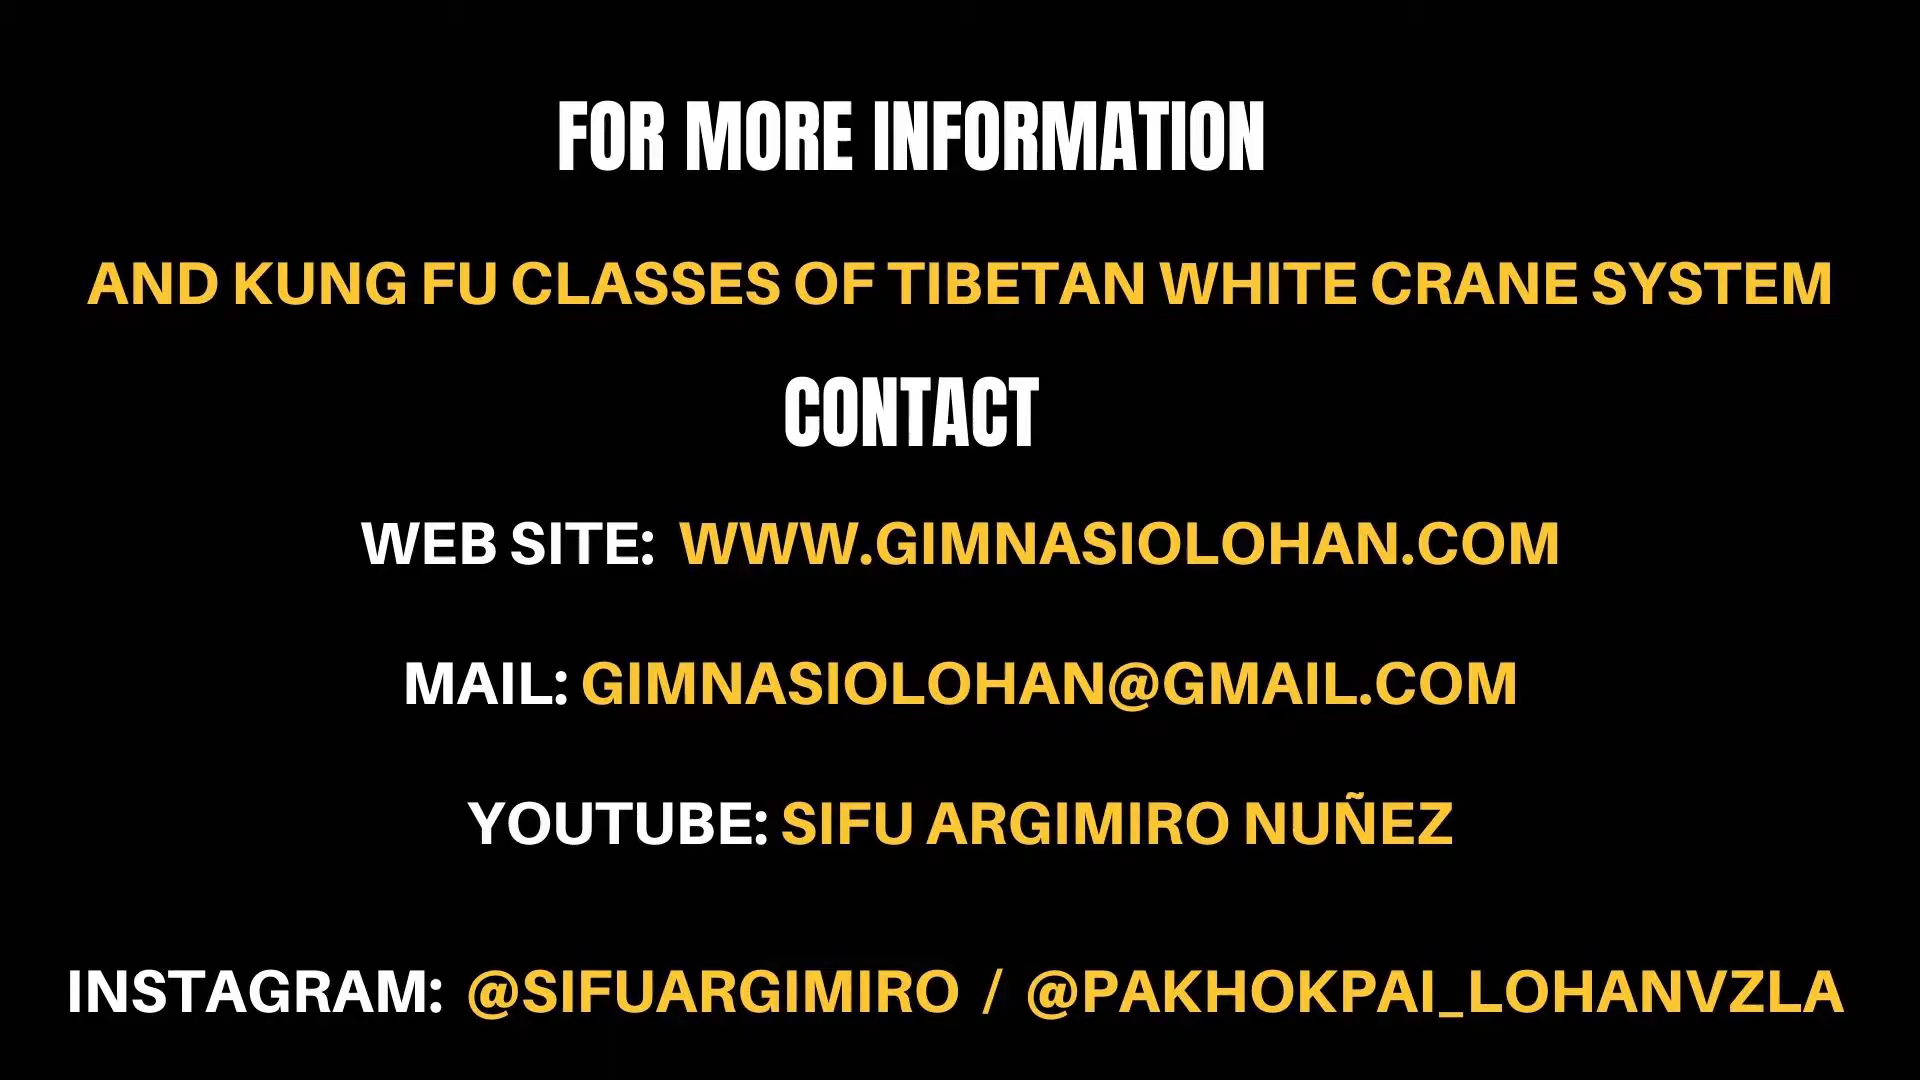 FOR MORE INFORMATION
AND KUNG FU CLASSES OF TIBETAN WHITE CRANE SYSTEM
CONTACT
WEB SITE: WWW.GIMNASIOLOHAN.COM
MAIL: GIMNASIOLOHAN@GMAIL.COM
YOUTUBE: SIFU ARGIMIRO NUÑEZ
INSTAGRAM: @SIFUARGIMIRO / @PAKHOKPAI_LOHANVZLA